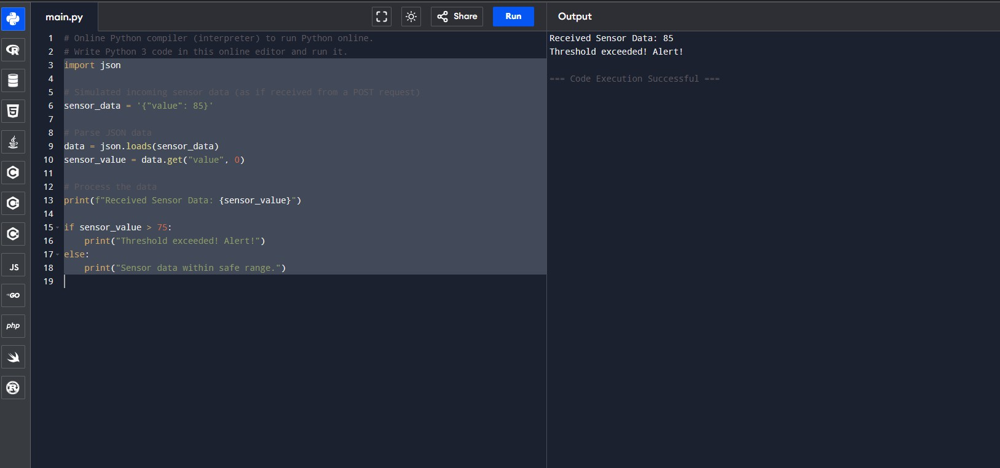 main.py
Share
Run
Output
1 # Online Python compiler (interpreter) to run Python online.
2 # Write Python 3 code in this online editor and run it.
3 import json
4
5 # Simulated incoming sensor data (as if received from a POST request)
6 sensor_data = '{"value": 85}'
7
8 # Parse JSON data
9 data = json.loads(sensor_data)
10 sensor_value = data.get("value", 0)
11
12 # Process the data
13 print(f"Received Sensor Data: {sensor_value}")
14
15 if sensor_value > 75:
16     print("Threshold exceeded! Alert!")
17 else:
18     print("Sensor data within safe range.")
19
Received Sensor Data: 85
Threshold exceeded! Alert!
=== Code Execution Successful ===
R
5
C
C
C
JS
GO
php
R